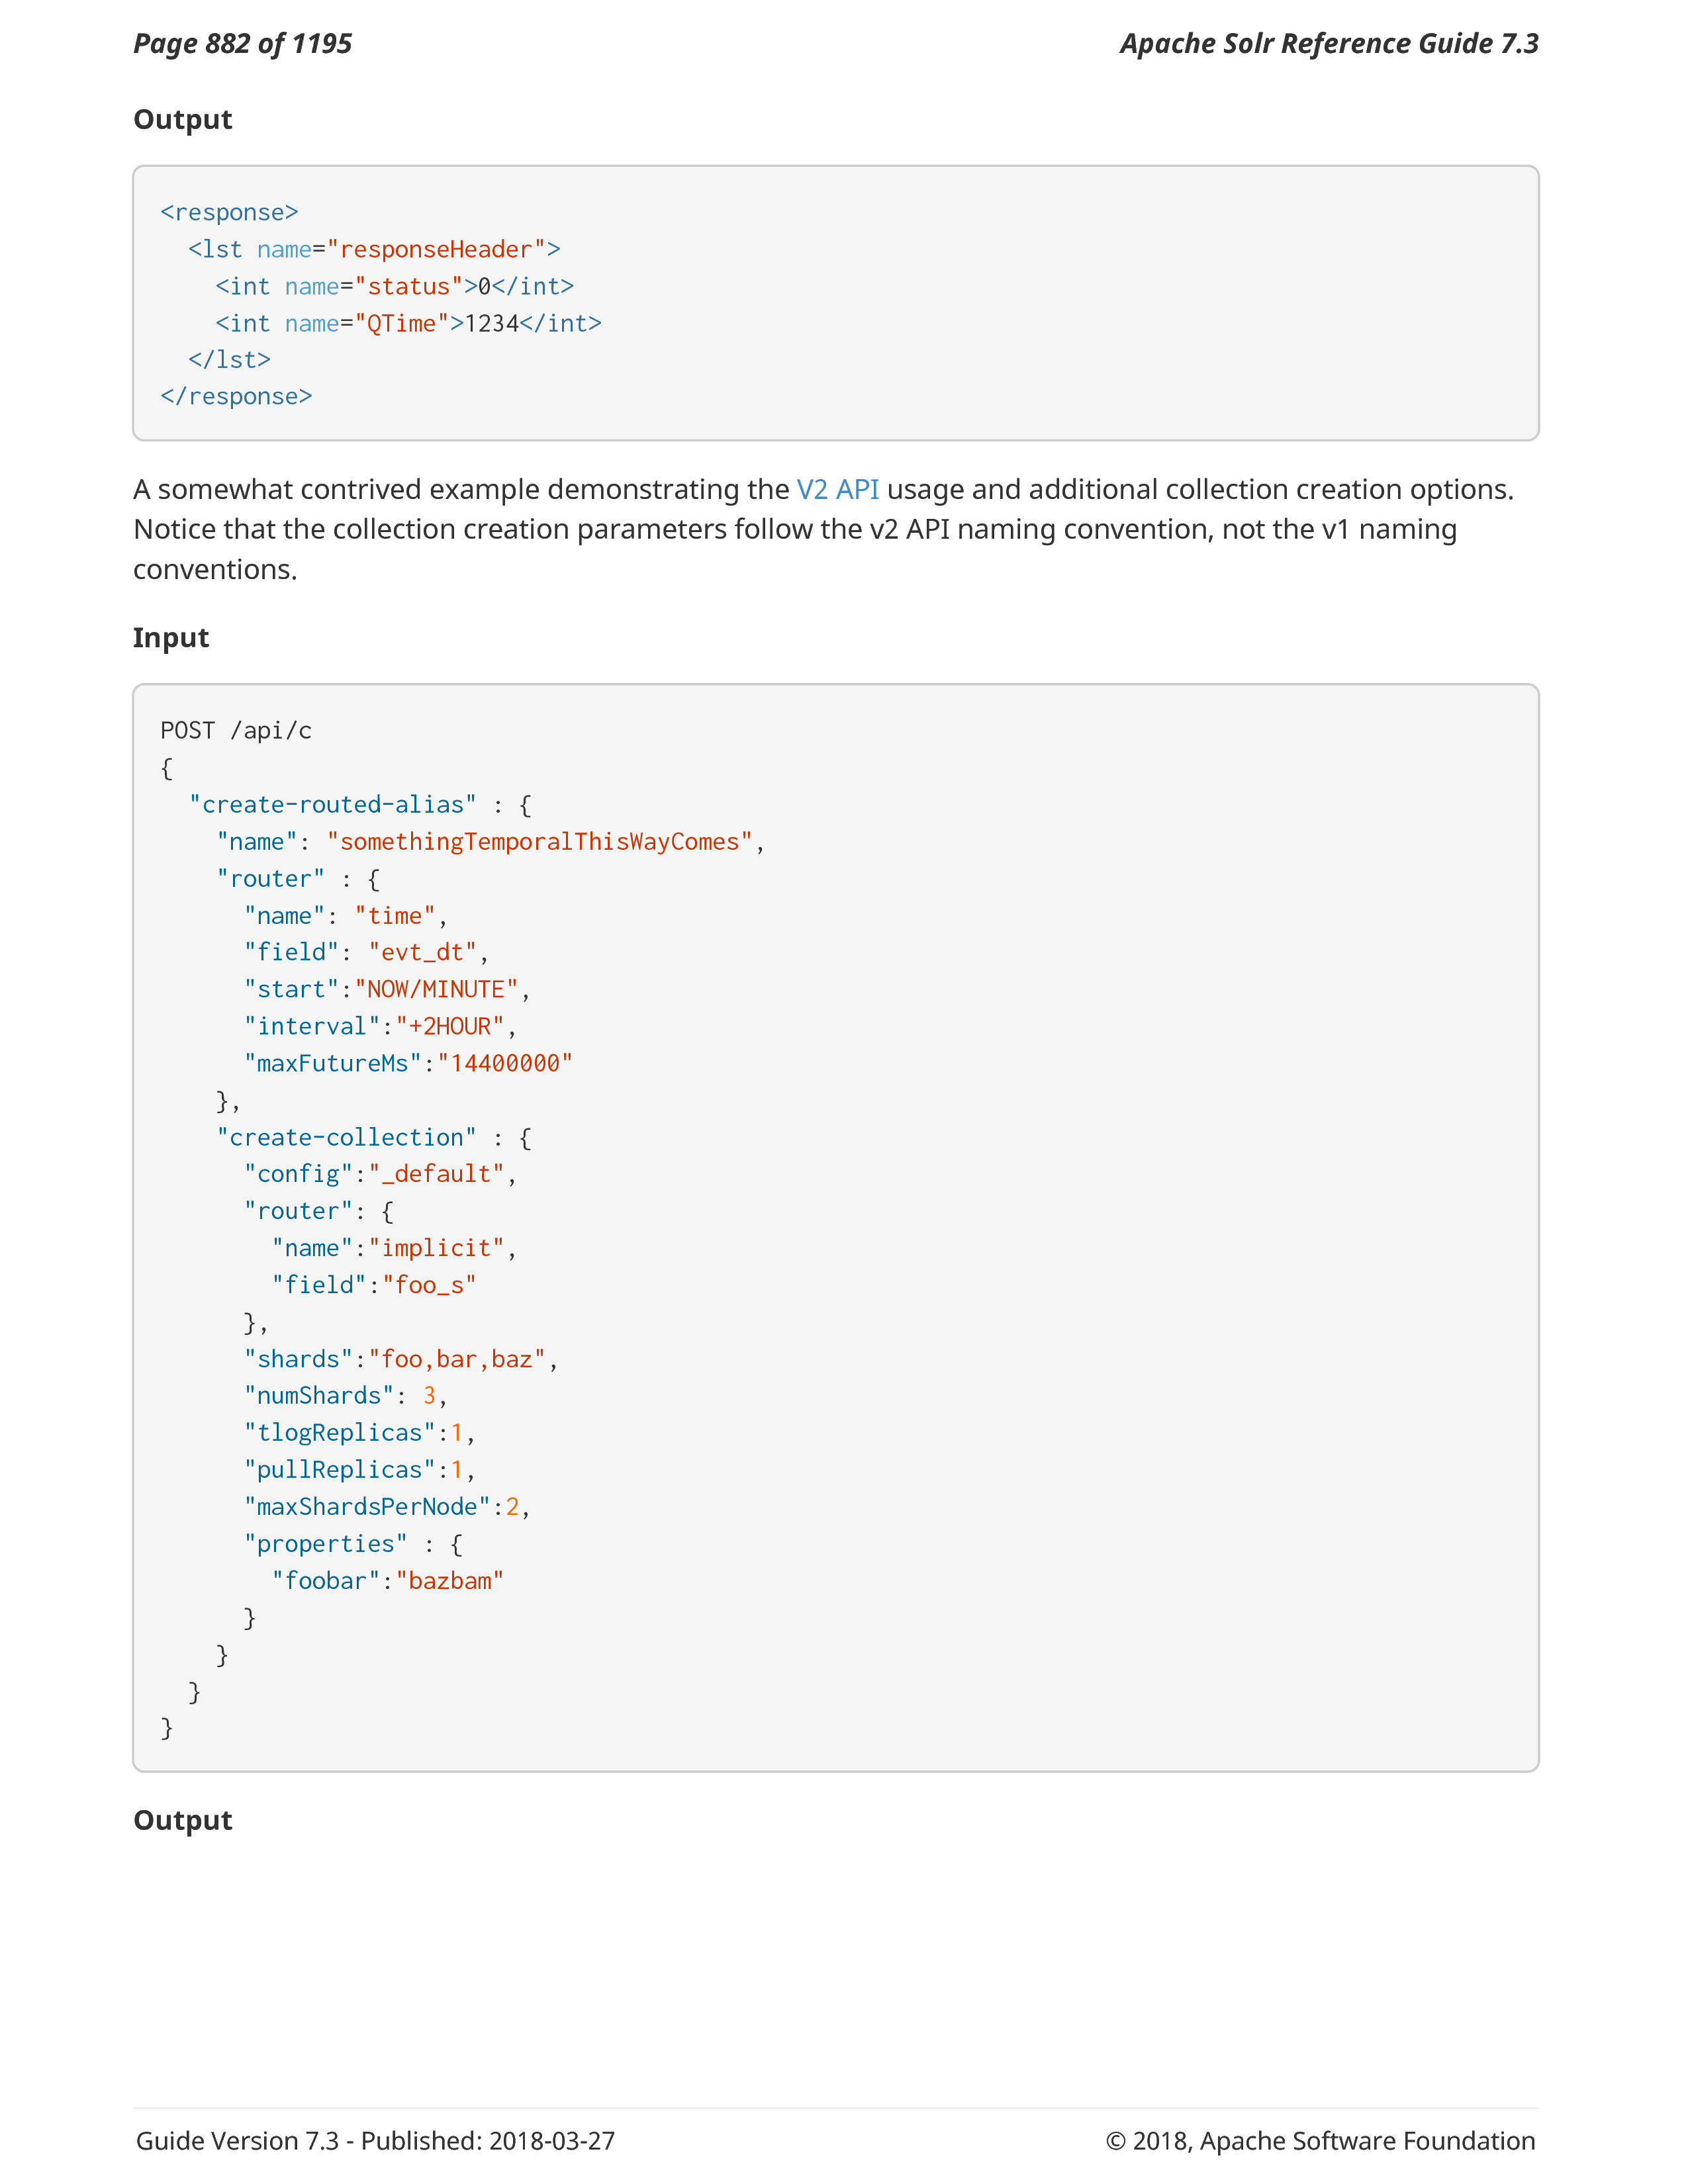 Page 882 of 1195
Apache Solr Reference Guide 7.3
Output
<response>
  <lst name="responseHeader">
    <int name="status">0</int>
    <int name="QTime">1234</int>
  </lst>
</response>
A somewhat contrived example demonstrating the V2 API usage and additional collection creation options.
Notice that the collection creation parameters follow the v2 API naming convention, not the v1 naming
conventions.
Input
POST /api/c
{
  "create-routed-alias" : {
    "name": "somethingTemporalThisWayComes",
    "router" : {
      "name": "time",
      "field": "evt_dt",
      "start":"NOW/MINUTE",
      "interval":"+2HOUR",
      "maxFutureMs":"14400000"
    },
    "create-collection" : {
      "config":"_default",
      "router": {
        "name":"implicit",
        "field":"foo_s"
      },
      "shards":"foo,bar,baz",
      "numShards": 3,
      "tlogReplicas":1,
      "pullReplicas":1,
      "maxShardsPerNode":2,
      "properties" : {
        "foobar":"bazbam"
      }
    }
  }
}
Output
Guide Version 7.3 - Published: 2018-03-27
© 2018, Apache Software Foundation